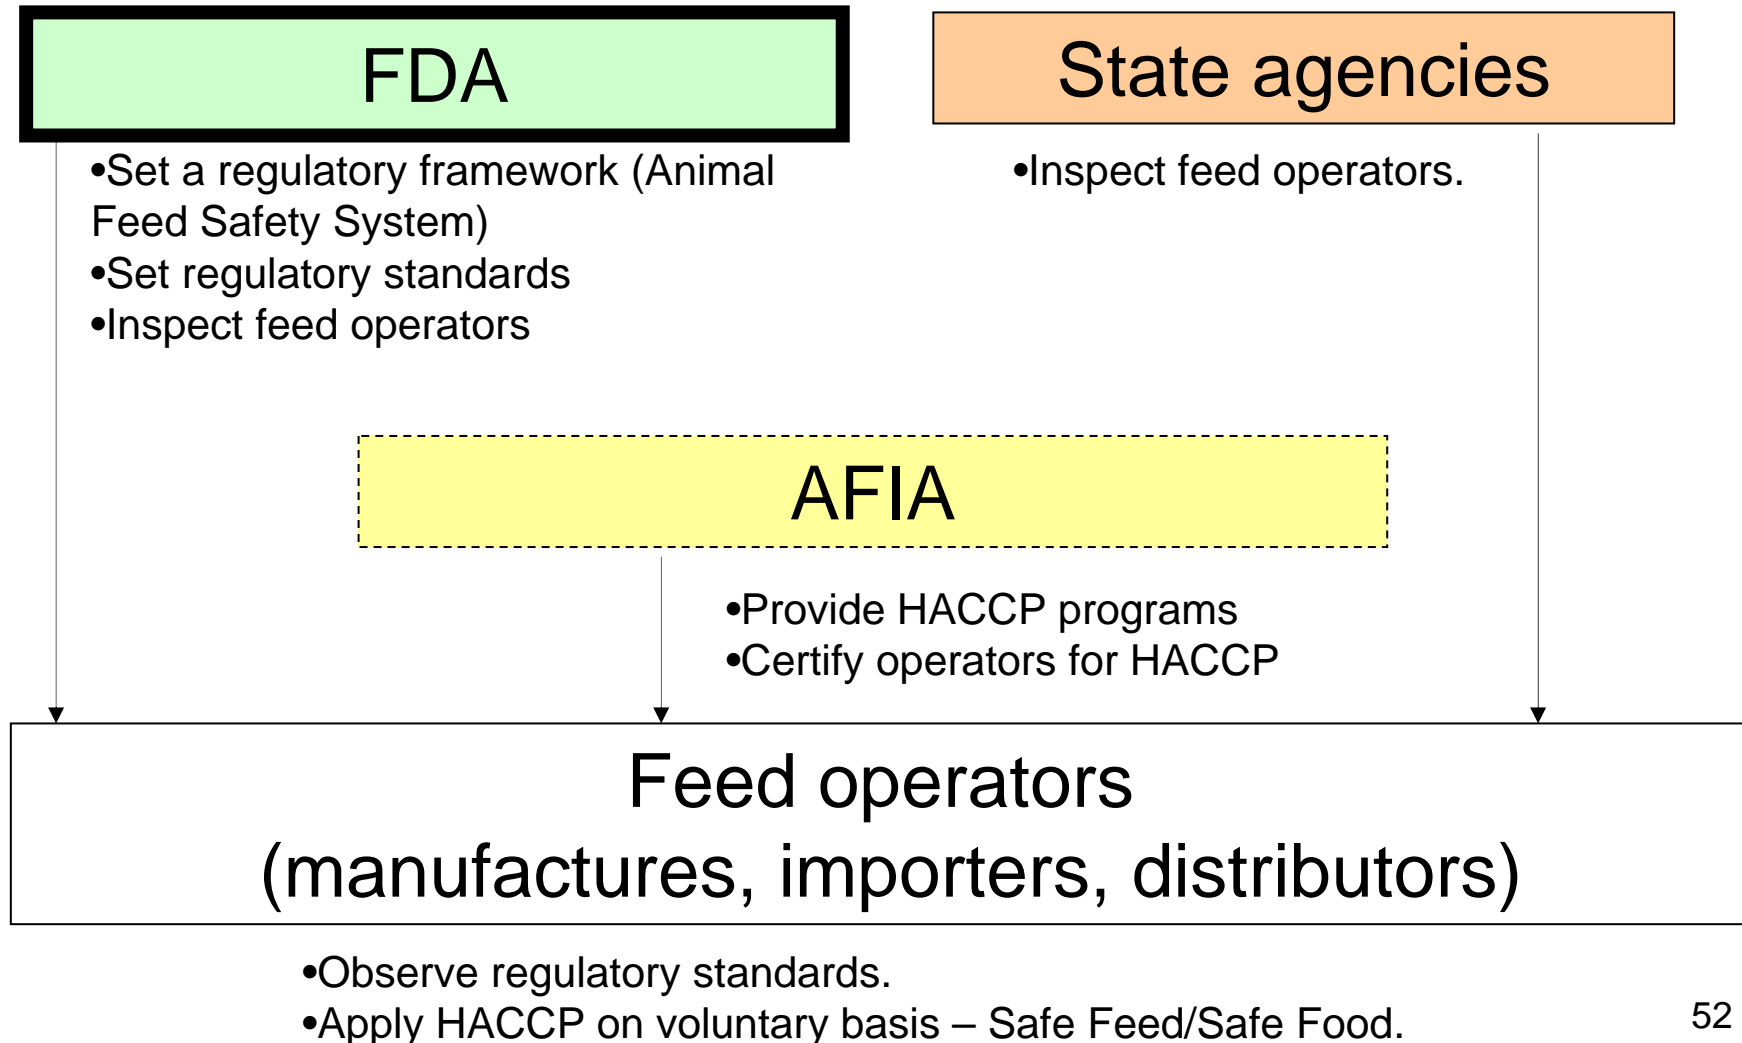 FDA
State agencies
•Set a regulatory framework (Animal
Feed Safety System)
•Set regulatory standards
•Inspect feed operators
•Inspect feed operators.
AFIA
•Provide HACCP programs
•Certify operators for HACCP
Feed operators
(manufactures, importers, distributors)
•Observe regulatory standards.
•Apply HACCP on voluntary basis – Safe Feed/Safe Food.
52